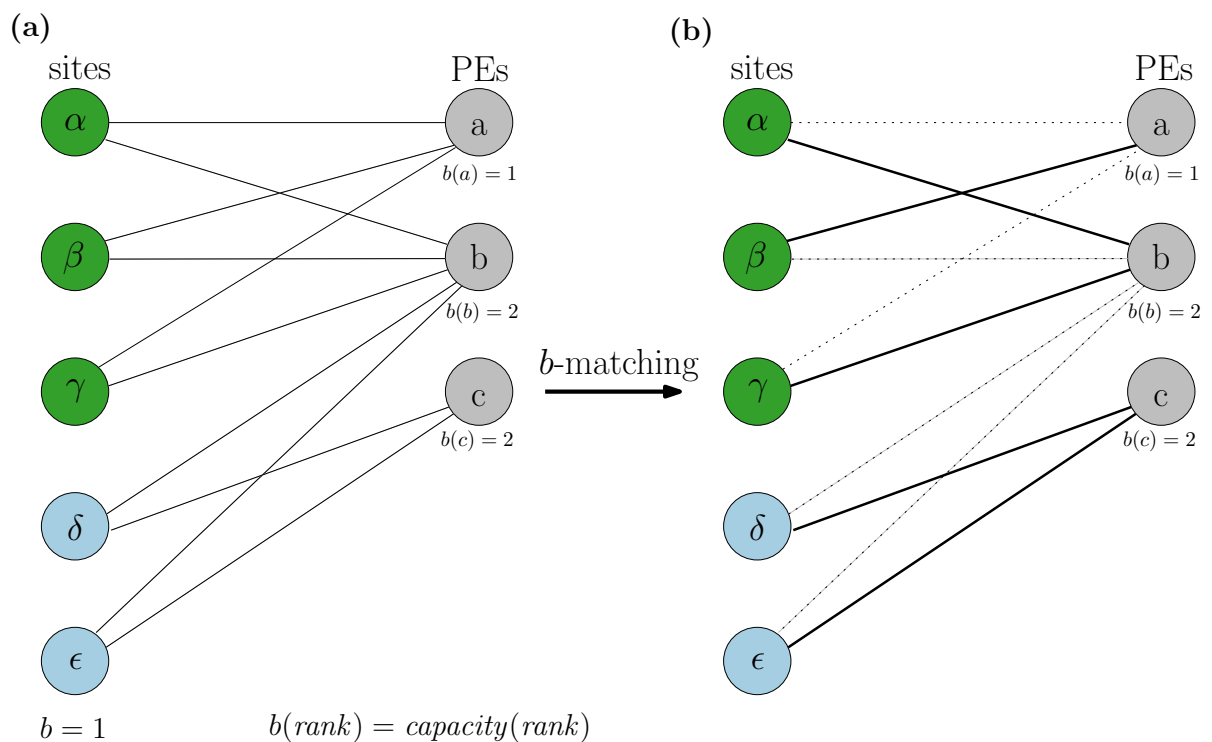 (a)
(b)
sites PEs
sites PEs
α a
α a
b(a) = 1
b(a) = 1
β b
β b
b(b) = 2
b(b) = 2
b-matching
γ c
γ c
b(c) = 2
b(c) = 2
δ
δ
ϵ
ϵ
b = 1
b(rank) = capacity(rank)